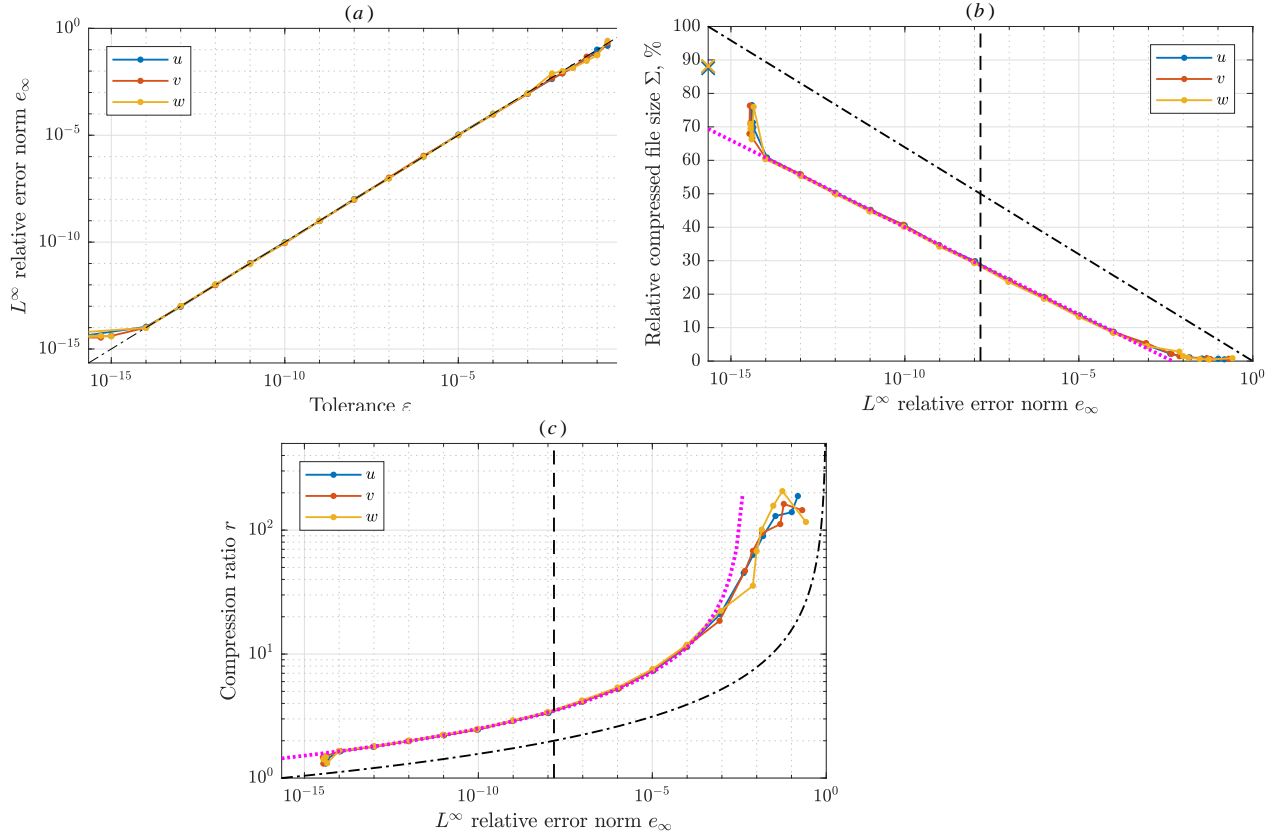 (a)
10^0
10^{-5}
10^{-10}
10^{-15}
L^∞ relative error norm e_∞
u
v
w
10^{-15} 10^{-10} 10^{-5}
Tolerance ε
(b)
100
90
80
70
60
50
40
30
20
10
0
Relative compressed file size Σ, %
u
v
w
10^{-15} 10^{-10} 10^{-5} 10^0
L^∞ relative error norm e_∞
(c)
10^2
10^1
10^0
Compression ratio r
u
v
w
10^{-15} 10^{-10} 10^{-5} 10^0
L^∞ relative error norm e_∞